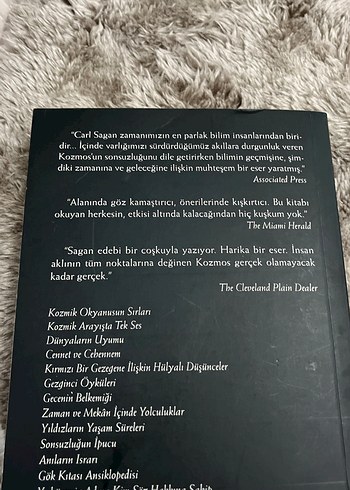 “Carl Sagan zamanımızın en parlak bilim insanlarından biri-
dir... İçinde varlığımızı sürdürdüğümüz akıllara durgunluk veren
Kozmos'un sonsuzluğunu dile getirirken bilimin geçmişine, şim-
diki zamanına ve geleceğine ilişkin muhteşem bir eser yaratmış.”
Associated Press
“Alanında göz kamaştırıcı, önerilerinde kışkırtıcı. Bu kitabı
okuyan herkesin, etkisi altında kalacağından hiç kuşkum yok.”
The Miami Herald
“Sagan edebi bir coşkuyla yazıyor. Harika bir eser. İnsan
aklının tüm noktalarına değinen Kozmos gerçek olamayacak
kadar gerçek.”
The Cleveland Plain Dealer
Kozmik Okyanusun Sırları
Kozmik Arayışta Tek Ses
Dünyaların Uyumu
Cennet ve Cehennem
Kırmızı Bir Gezegene İlişkin Hülyalı Düşünceler
Gezginci Öyküleri
Gecenin Belkemiği
Zaman ve Mekân İçinde Yolculuklar
Yıldızların Yaşam Süreleri
Sonsuzluğun İpucu
Anıların Israrı
Gök Kıtası Ansiklopedisi